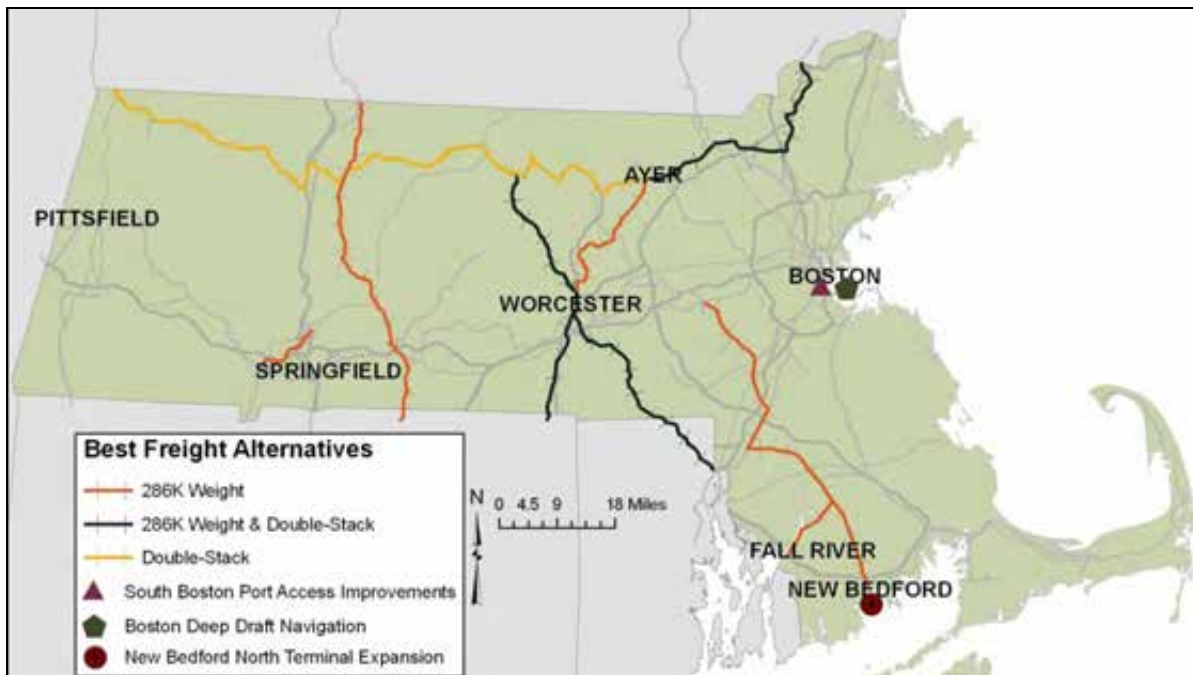 AYER
PITTSFIELD
BOSTON
WORCESTER
SPRINGFIELD
FALL RIVER
NEW BEDFORD
Best Freight Alternatives
286K Weight
286K Weight & Double-Stack
Double-Stack
South Boston Port Access Improvements
Boston Deep Draft Navigation
New Bedford North Terminal Expansion
N
0 4.5 9 18 Miles